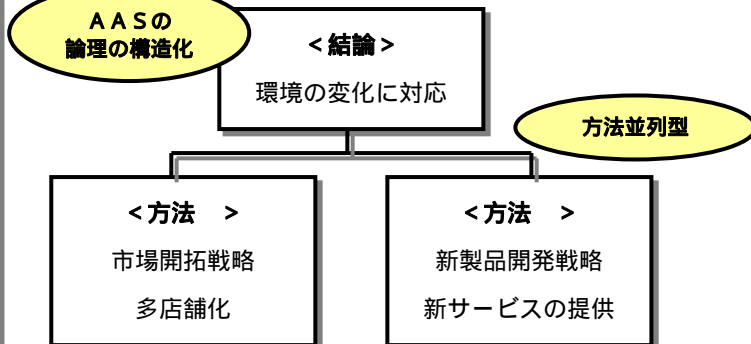 ＡＡＳの
論理の構造化
＜結論＞
環境の変化に対応
方法並列型
＜方法　＞
市場開拓戦略
多店舗化
＜方法　＞
新製品開発戦略
新サービスの提供